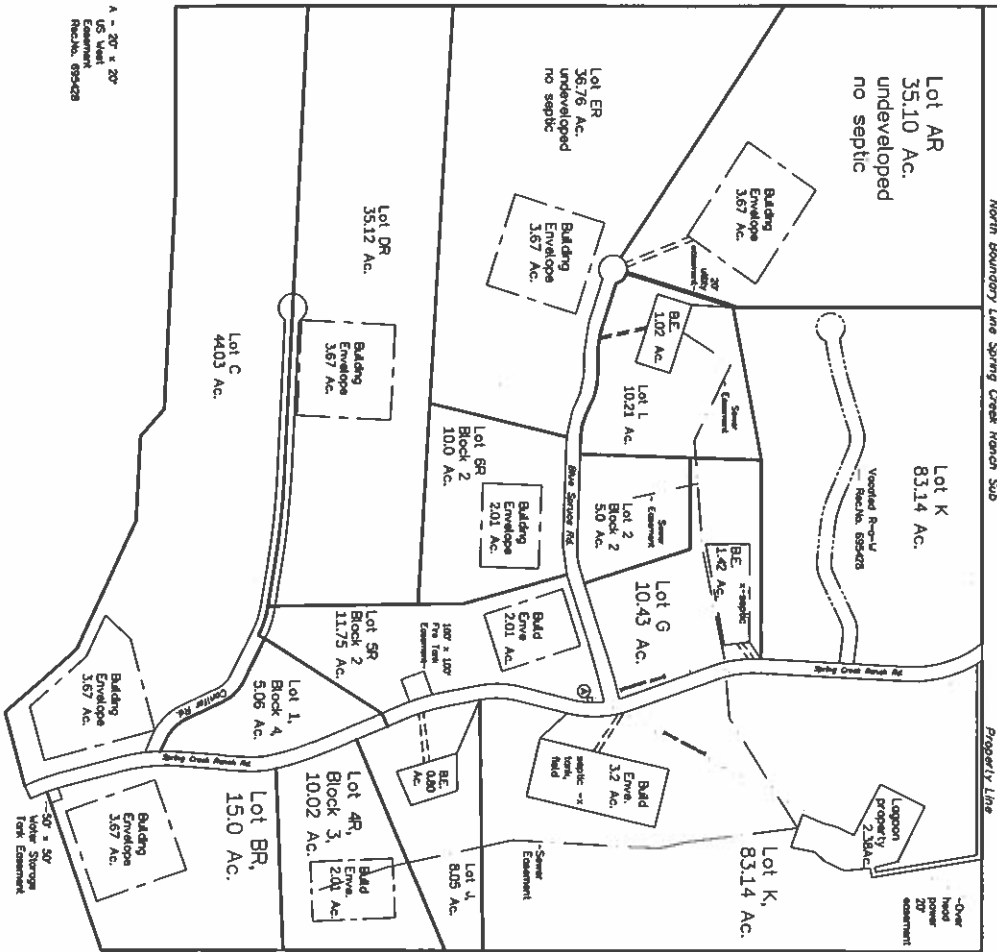 North Boundary Line Spring Creek Ranch Sub
Property Line
A - 20' x 20'
US West
Easement
Rec.No. 695428
Lot AR
35.10 Ac.
undeveloped
no septic
Lot ER
36.76 Ac.
undeveloped
no septic
Building
Envelope
3.67 Ac.
Building
Envelope
3.67 Ac.
20'
utility
easement
Lot K
83.14 Ac.
Vacated R-o-W
Rec.No. 695428
B.E.
1.02 Ac.
Lot L
10.21 Ac.
Sewer
Easement
Lot DR
35.12 Ac.
Building
Envelope
3.67 Ac.
Lot C
44.03 Ac.
Lot 6R
Block 2
10.0 Ac.
Building
Envelope
2.01 Ac.
Blue Spruce Rd.
Sewer
Easement
Lot 2
Block 2
5.0 Ac.
B.E. x-septic
1.42 Ac.
Lot G
10.43 Ac.
Spring Creek Ranch Rd.
Build
Enve.
2.01 Ac.
100' x 100'
Fire Tank
Easement
Lot 5R
Block 2
11.75 Ac.
A
Lot 1,
Block 4,
5.06 Ac.
Conifer Rd.
Building
Envelope
3.67 Ac.
Spring Creek Ranch Rd.
B.E.
0.80
Ac.
Build
Enve.
3.2 Ac.
septic -x
tank,
field
Lagoon
property
2.38Ac.
-Over
head
power
20'
easement
Lot K,
83.14 Ac.
-Sewer
Easement
Lot J,
8.05 Ac.
Lot 4R,
Block 3,
10.02 Ac.
Build
Enve.
2.01 Ac.
Lot BR,
15.0 Ac.
Building
Envelope
3.67 Ac.
-50' x 50'
Water Storage
Tank Easement